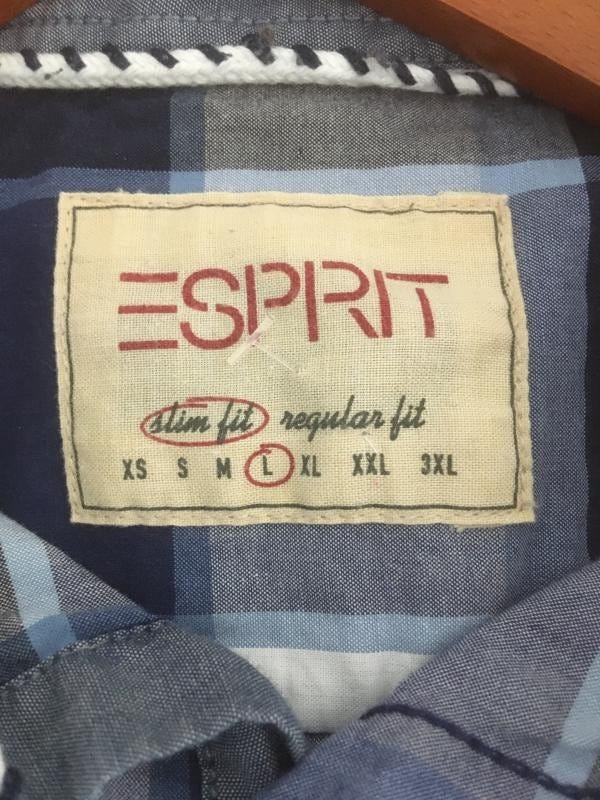 ESPRIT
slim fit regular fit
XS S M L XL XXL 3XL